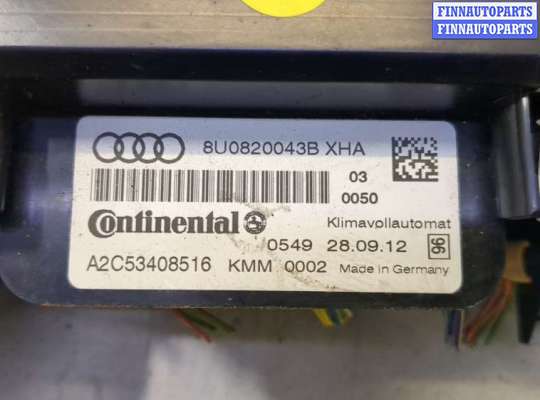 FINNAUTOPARTS
FINNAUTOPARTS
8U0820043B XHA
03
0050
Continental
Klimavollautomat
0549 28.09.12
96
A2C53408516 KMM 0002 Made in Germany